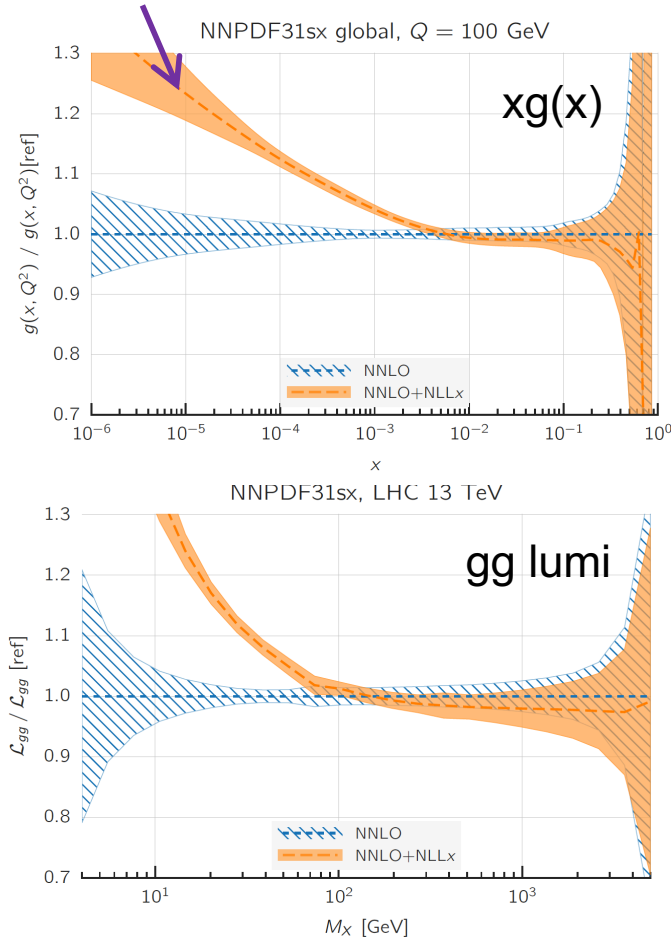 NNPDF31sx global, Q = 100 GeV
xg(x)
g(x, Q²) / g(x, Q²)[ref]
1.3
1.2
1.1
1.0
0.9
0.8
0.7
NNLO
NNLO+NLLx
10⁻⁶ 10⁻⁵ 10⁻⁴ 10⁻³ 10⁻² 10⁻¹ 10⁰
x
NNPDF31sx, LHC 13 TeV
gg lumi
ℒgg / ℒgg [ref]
1.3
1.2
1.1
1.0
0.9
0.8
0.7
NNLO
NNLO+NLLx
10¹ 10² 10³
M_X [GeV]